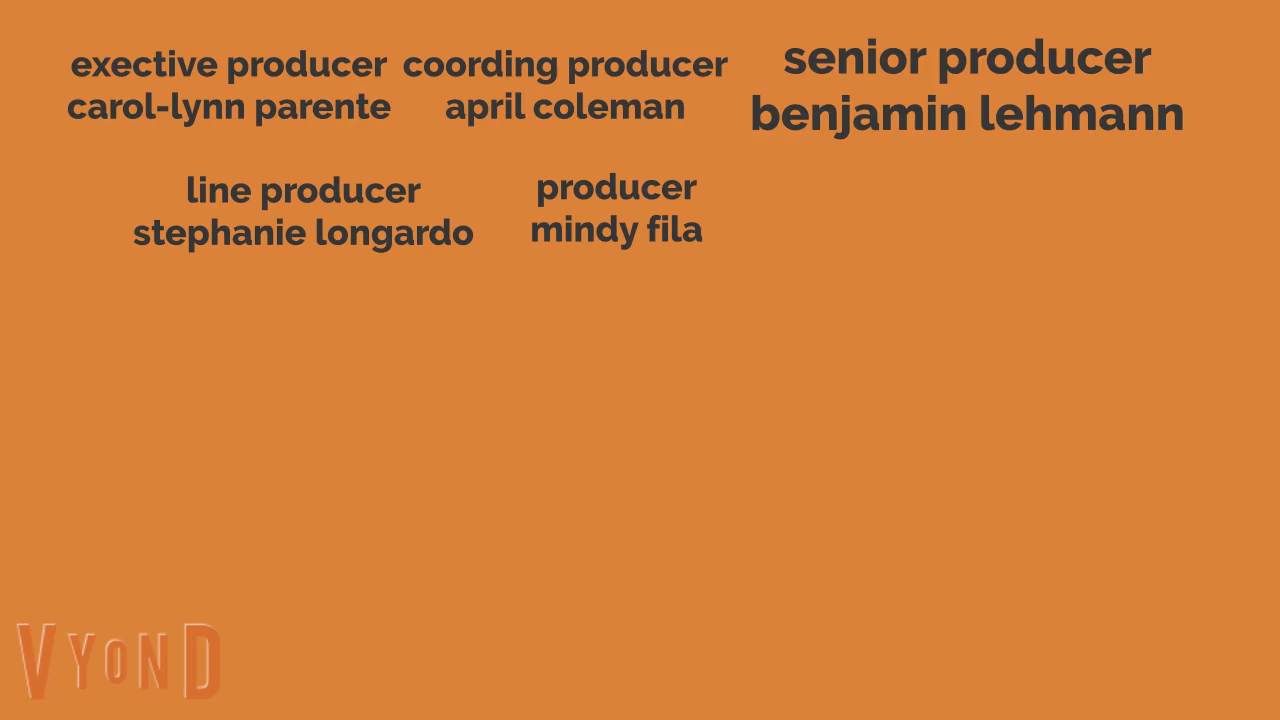 exective producer
carol-lynn parente
coording producer
april coleman
senior producer
benjamin lehmann
line producer
stephanie longardo
producer
mindy fila
VYOND